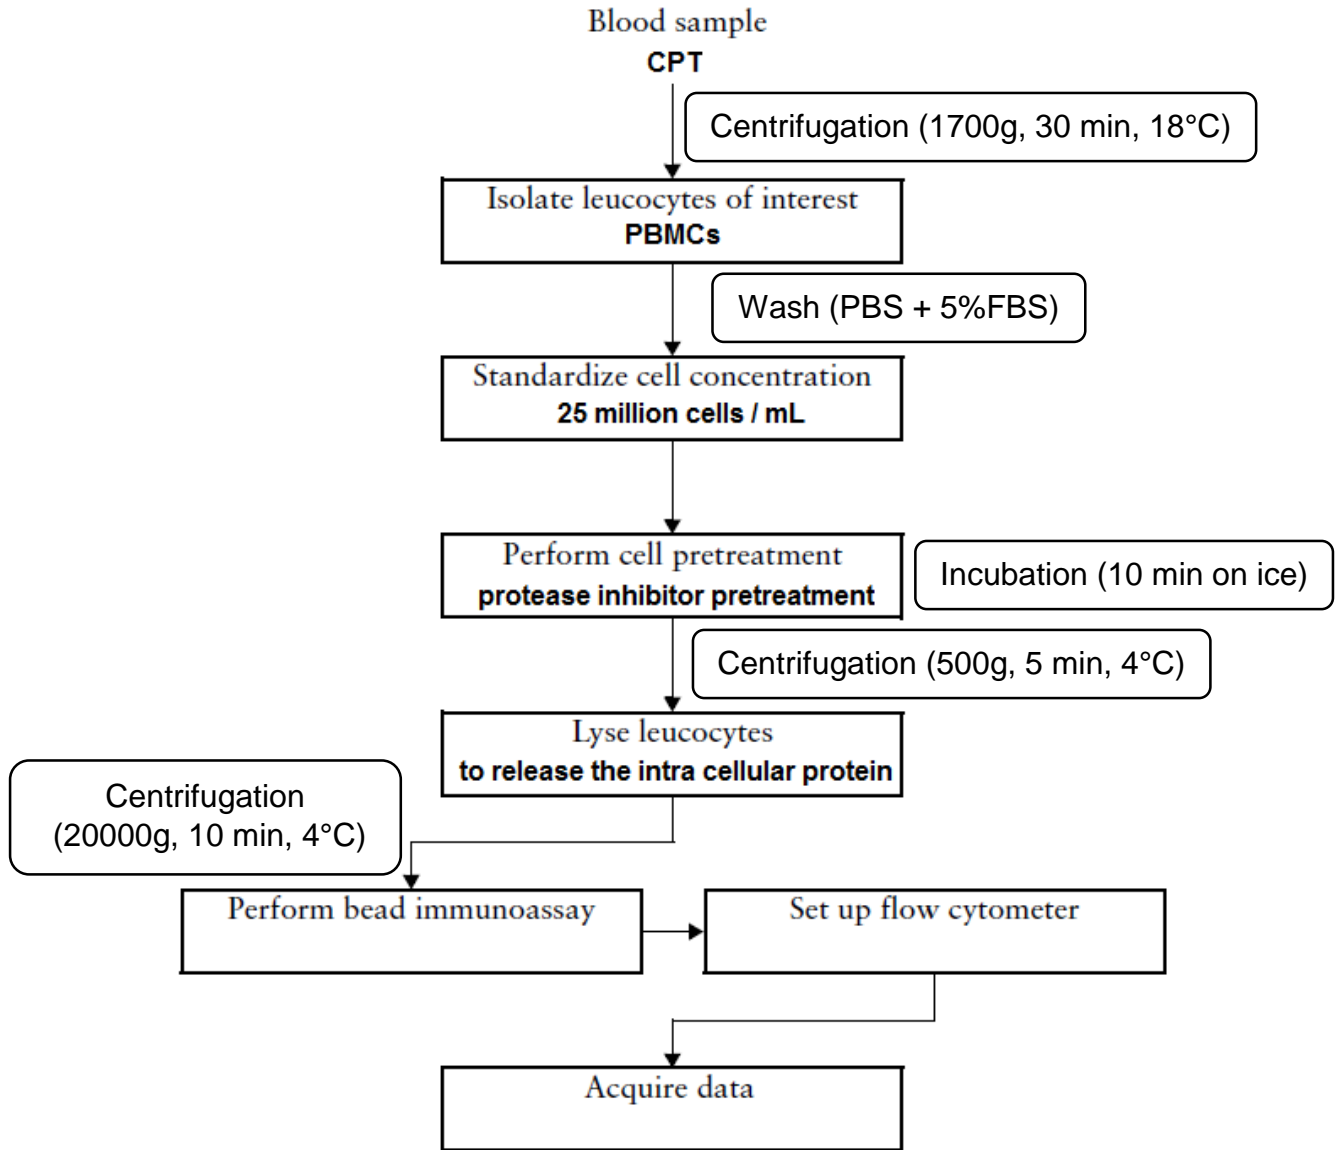 Blood sample
CPT
Centrifugation (1700g, 30 min, 18°C)
Isolate leucocytes of interest
PBMCs
Wash (PBS + 5%FBS)
Standardize cell concentration
25 million cells / mL
Perform cell pretreatment
protease inhibitor pretreatment
Incubation (10 min on ice)
Centrifugation (500g, 5 min, 4°C)
Lyse leucocytes
to release the intra cellular protein
Centrifugation
(20000g, 10 min, 4°C)
Perform bead immunoassay
Set up flow cytometer
Acquire data